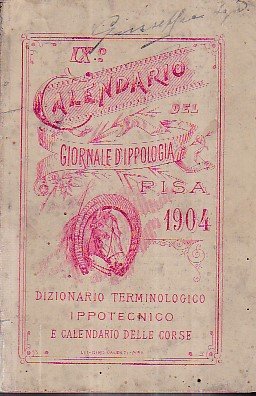 IX.º
CALENDARIO
DEL
GIORNALE D'IPPOLOGIA
PISA
1904
DIZIONARIO TERMINOLOGICO
IPPOTECNICO
E CALENDARIO DELLE CORSE